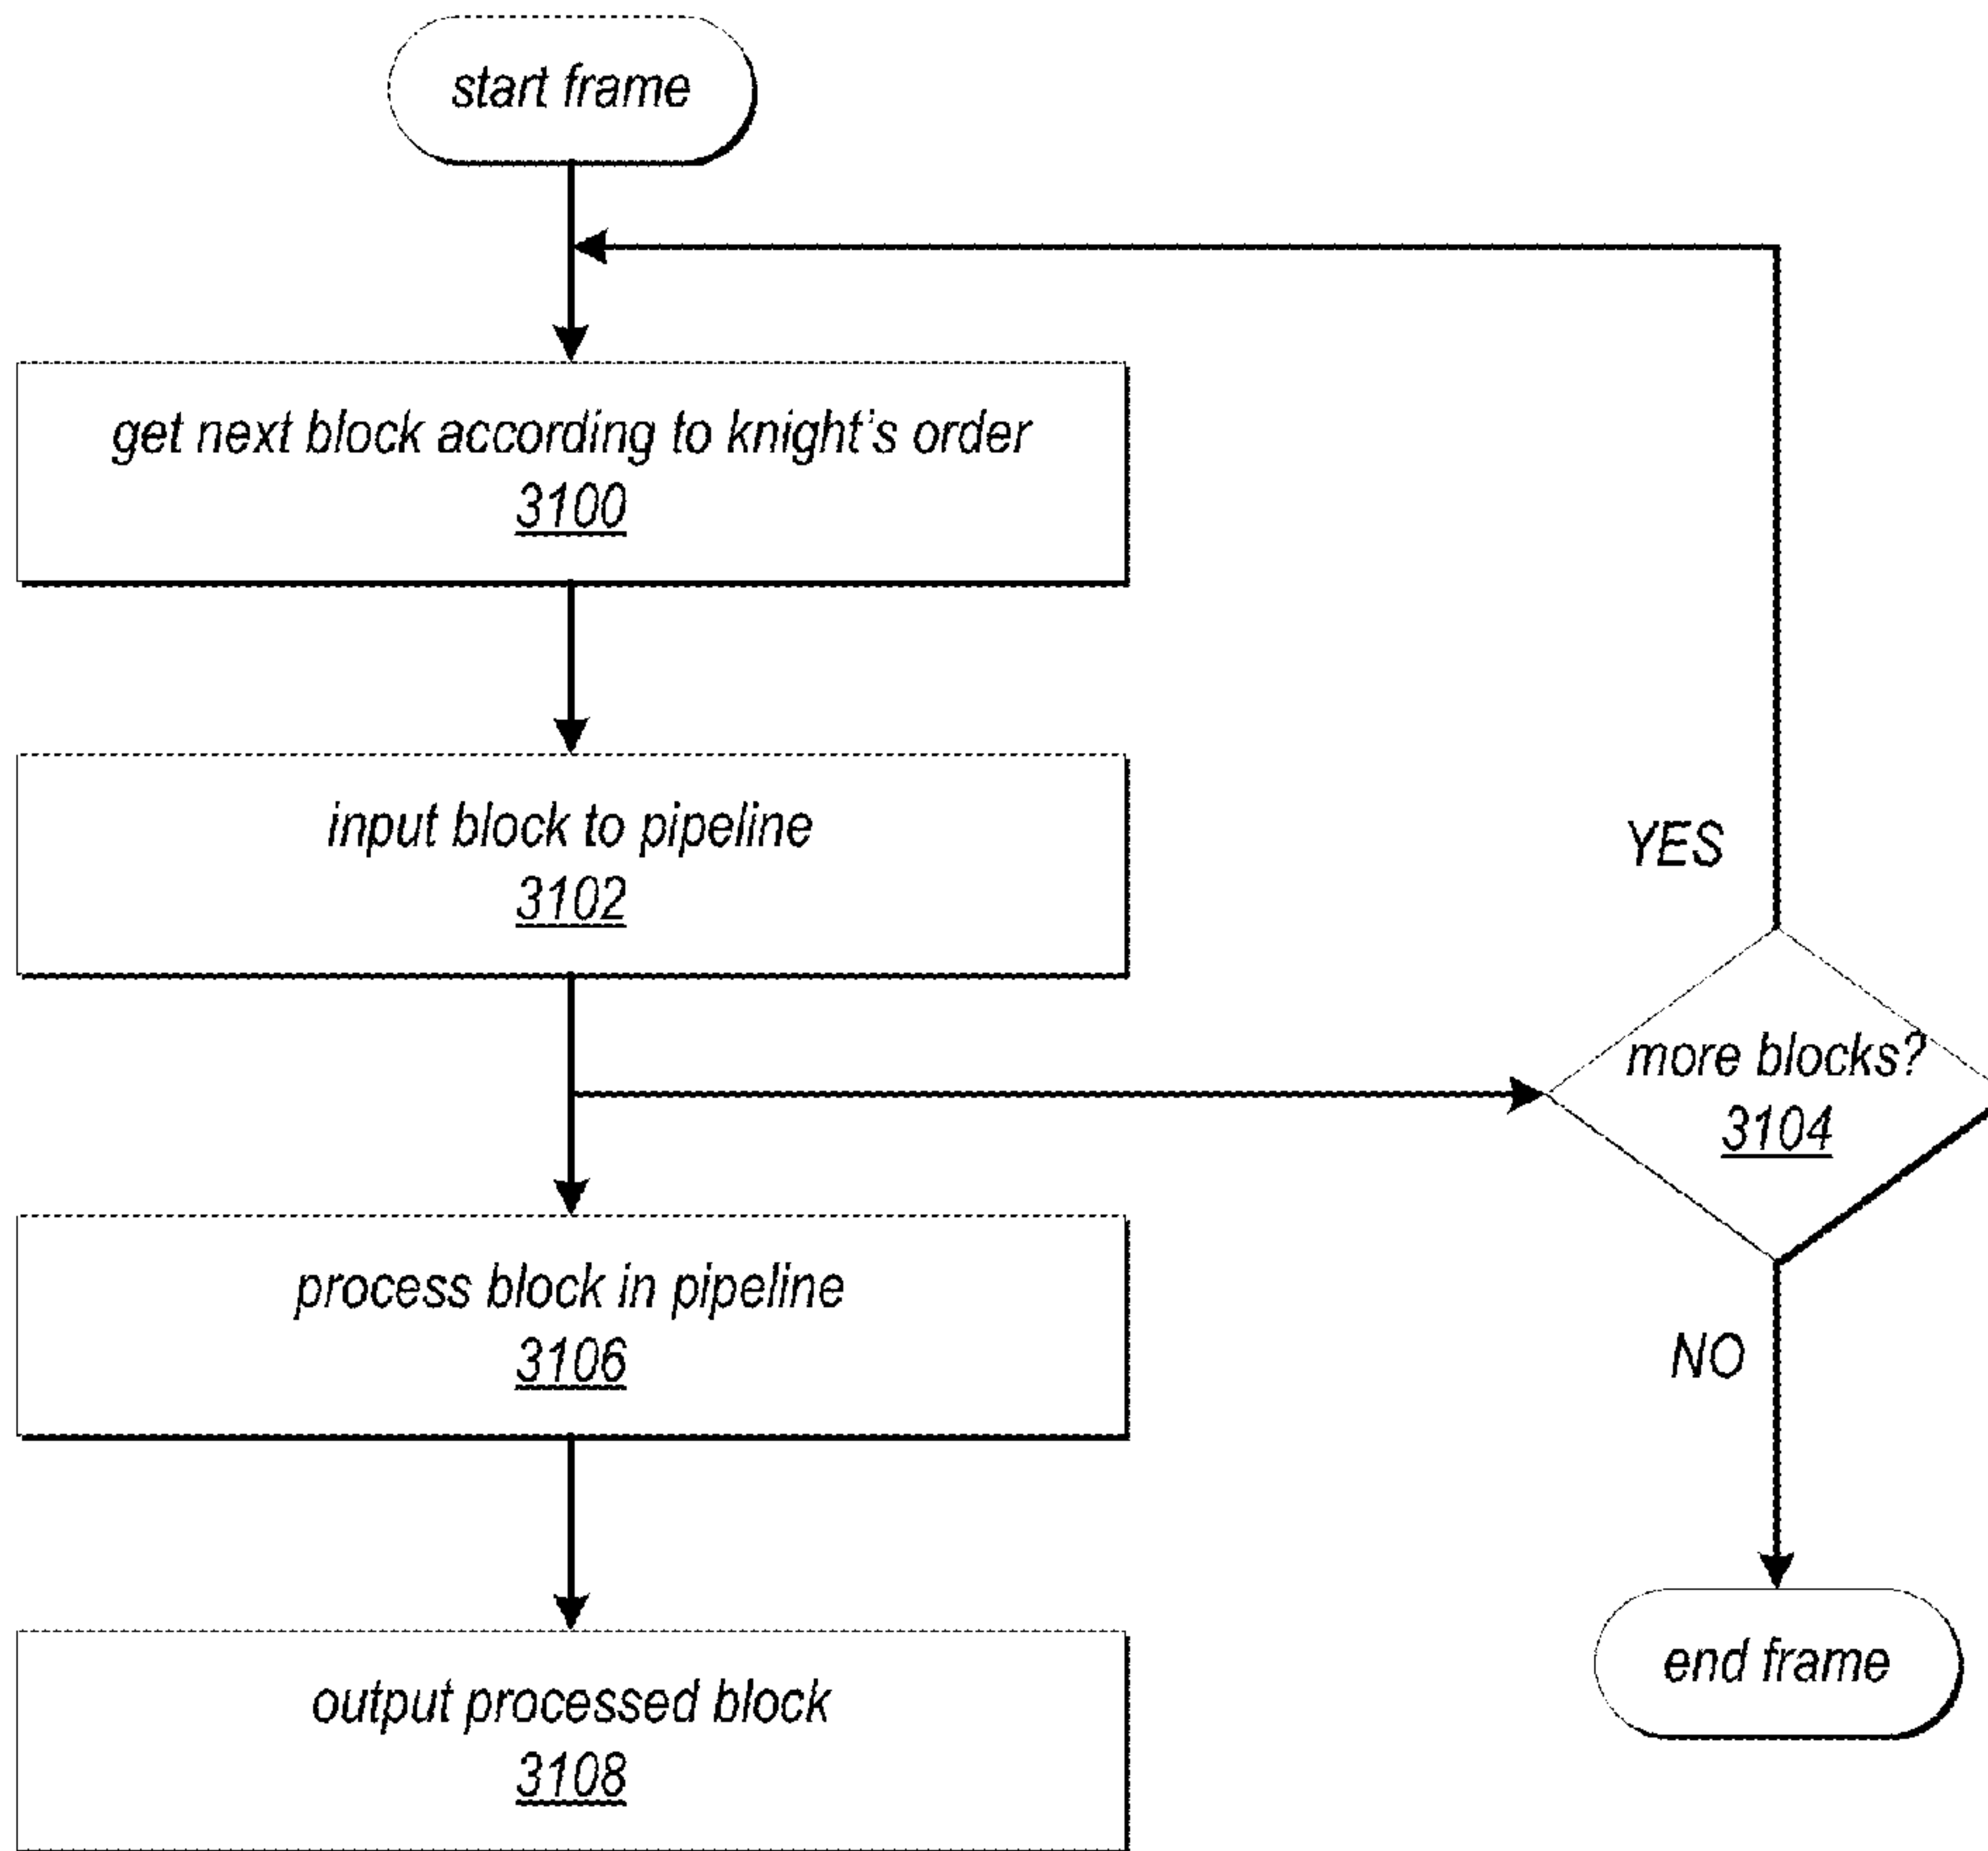 start frame
get next block according to knight's order
3100
input block to pipeline
3102
YES
more blocks?
3104
process block in pipeline
3106
NO
output processed block
3108
end frame